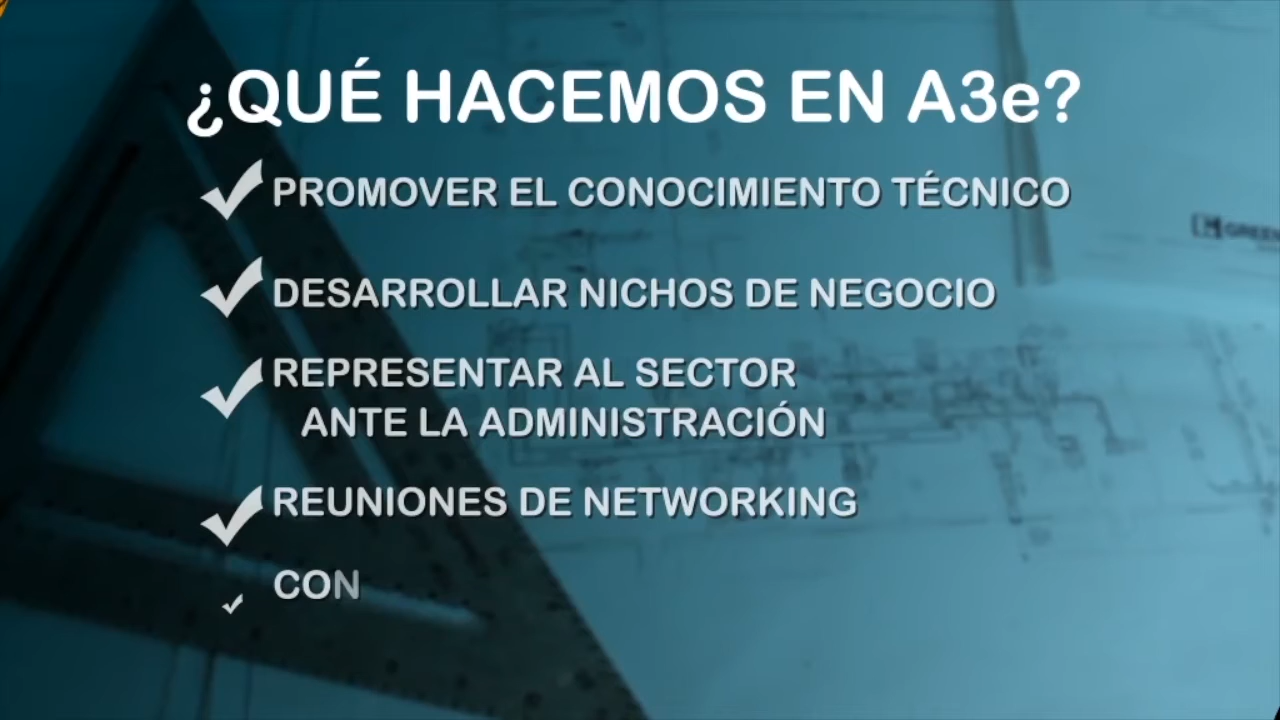 ¿QUÉ HACEMOS EN A3e?
PROMOVER EL CONOCIMIENTO TÉCNICO
DESARROLLAR NICHOS DE NEGOCIO
REPRESENTAR AL SECTOR
ANTE LA ADMINISTRACIÓN
REUNIONES DE NETWORKING
CON